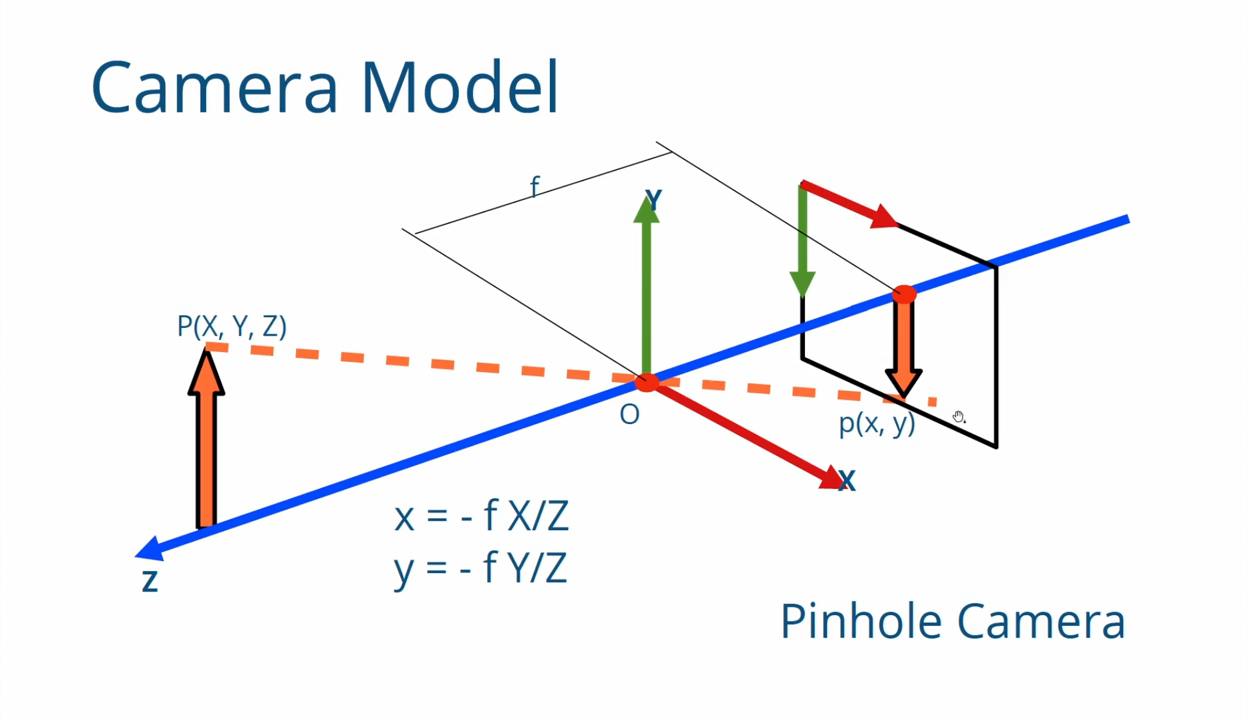 Camera Model
f
Y
P(X, Y, Z)
O
p(x, y)
X
x = - f X/Z
y = - f Y/Z
Z
Pinhole Camera